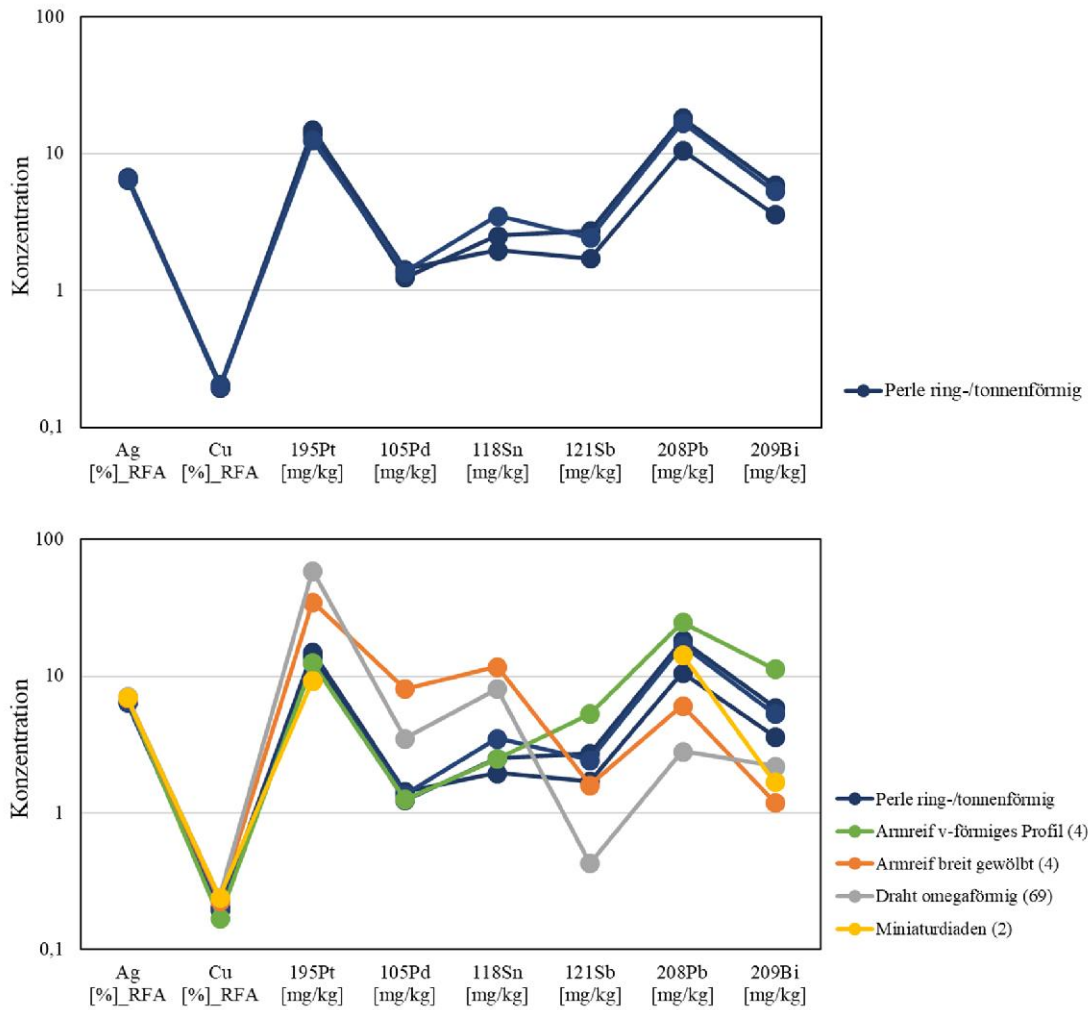 Konzentration
100
10
1
0,1
Ag
[%]_RFA
Cu
[%]_RFA
195Pt
[mg/kg]
105Pd
[mg/kg]
118Sn
[mg/kg]
121Sb
[mg/kg]
208Pb
[mg/kg]
209Bi
[mg/kg]
Perle ring-/tonnenförmig
Konzentration
100
10
1
0,1
Ag
[%]_RFA
Cu
[%]_RFA
195Pt
[mg/kg]
105Pd
[mg/kg]
118Sn
[mg/kg]
121Sb
[mg/kg]
208Pb
[mg/kg]
209Bi
[mg/kg]
Perle ring-/tonnenförmig
Armreif v-förmiges Profil (4)
Armreif breit gewölbt (4)
Draht omegaförmig (69)
Miniaturdiaden (2)